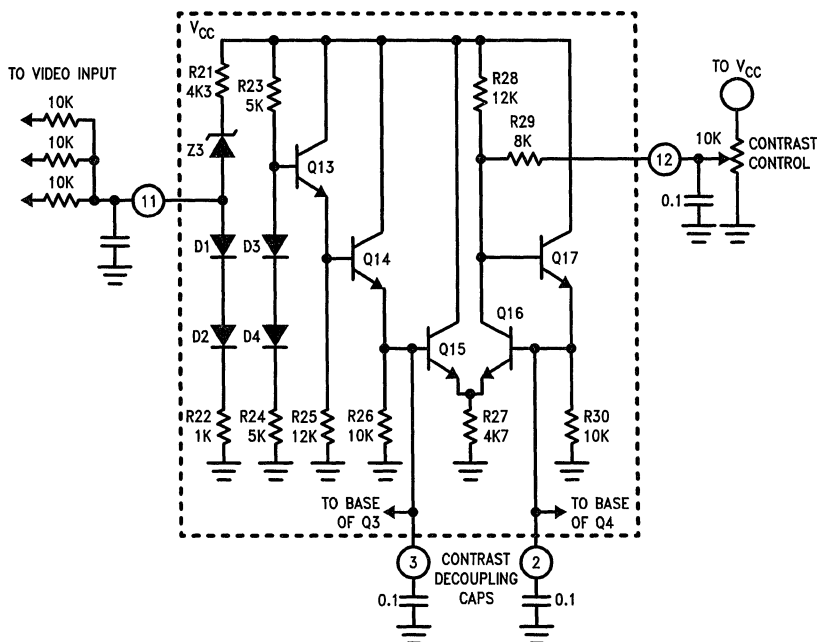 VCC
TO VIDEO INPUT
10K
10K
10K
11
R21
4K3
Z3
D1
D2
R22
1K
R23
5K
D3
D4
R24
5K
Q13
R25
12K
Q14
R26
10K
Q15
R27
4K7
Q16
R28
12K
R29
8K
Q17
R30
10K
12
TO VCC
10K
CONTRAST
CONTROL
0.1
TO BASE
OF Q3
TO BASE
OF Q4
3
CONTRAST
DECOUPLING
CAPS
2
0.1
0.1